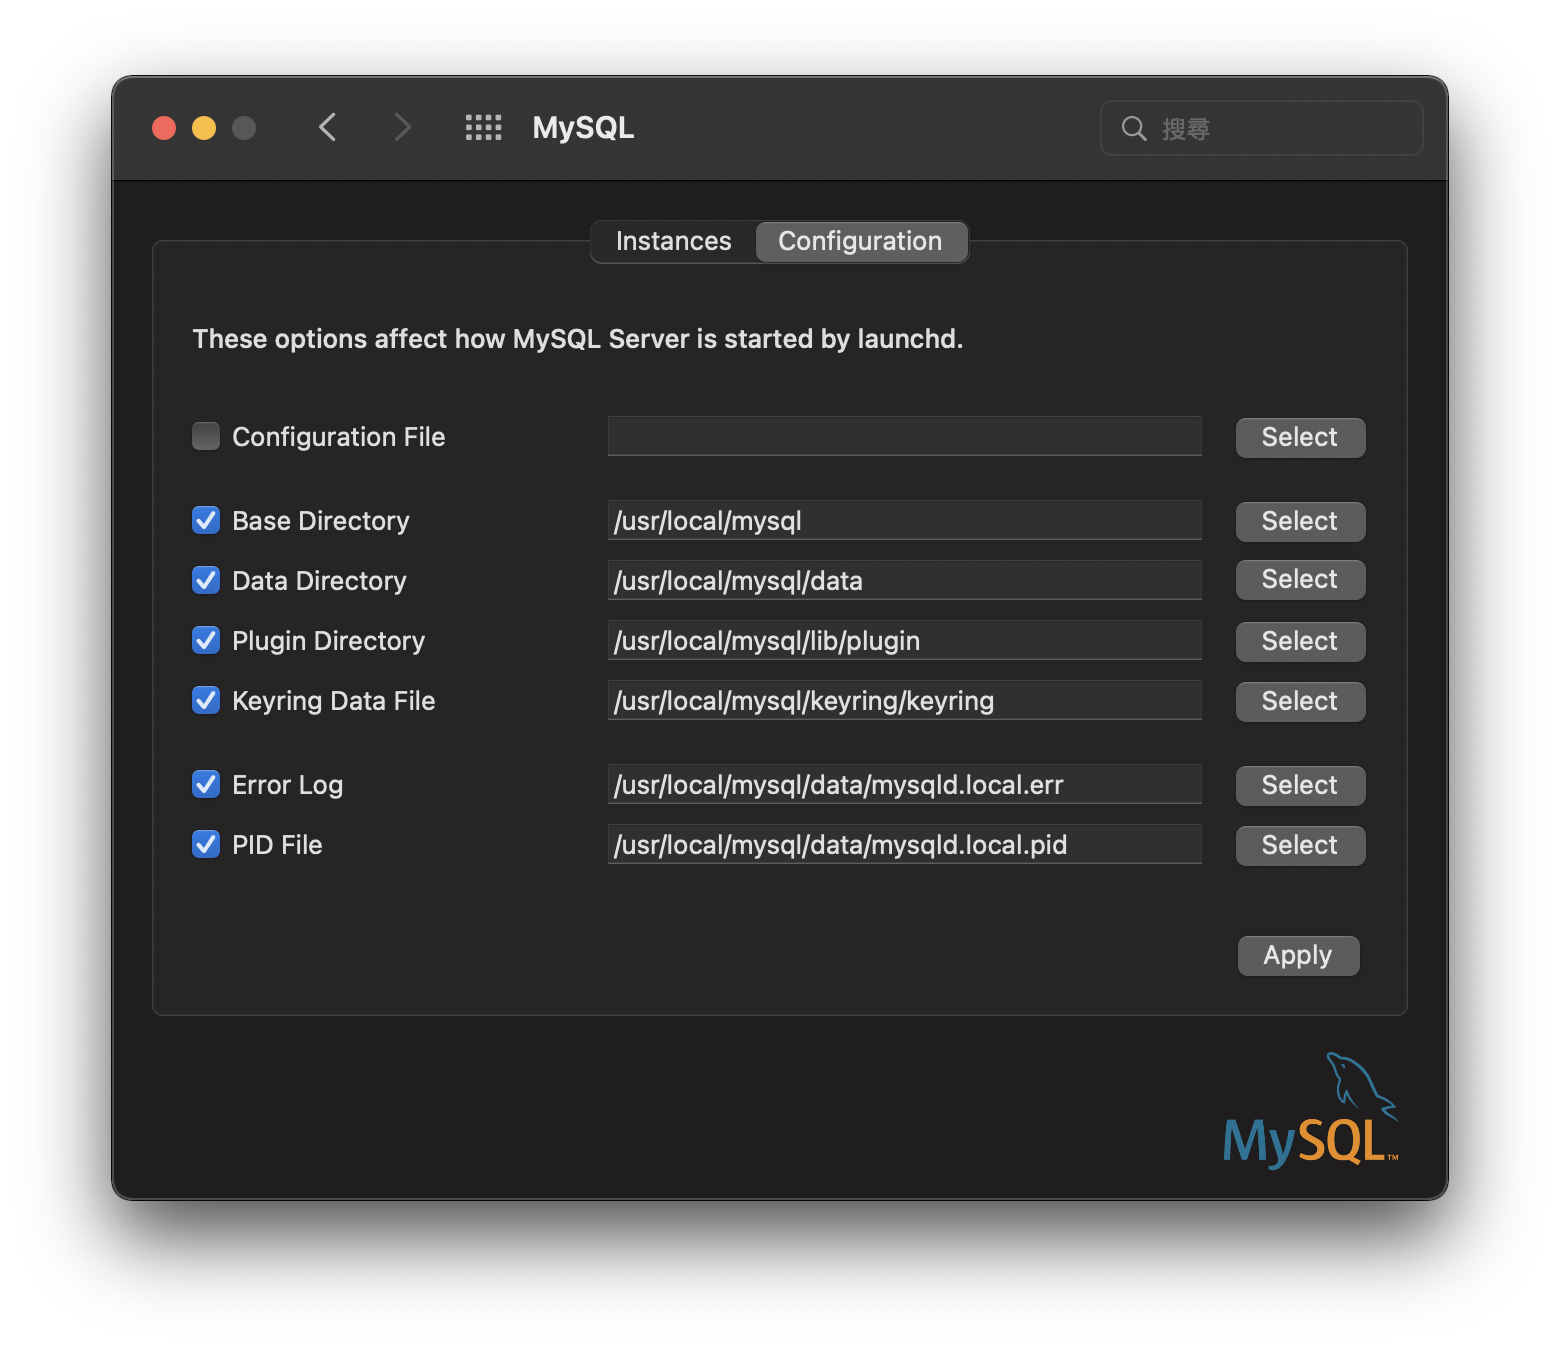 MySQL
搜尋
Instances
Configuration
These options affect how MySQL Server is started by launchd.
Configuration File
Select
Base Directory
/usr/local/mysql
Select
Data Directory
/usr/local/mysql/data
Select
Plugin Directory
/usr/local/mysql/lib/plugin
Select
Keyring Data File
/usr/local/mysql/keyring/keyring
Select
Error Log
/usr/local/mysql/data/mysqld.local.err
Select
PID File
/usr/local/mysql/data/mysqld.local.pid
Select
Apply
MySQL™